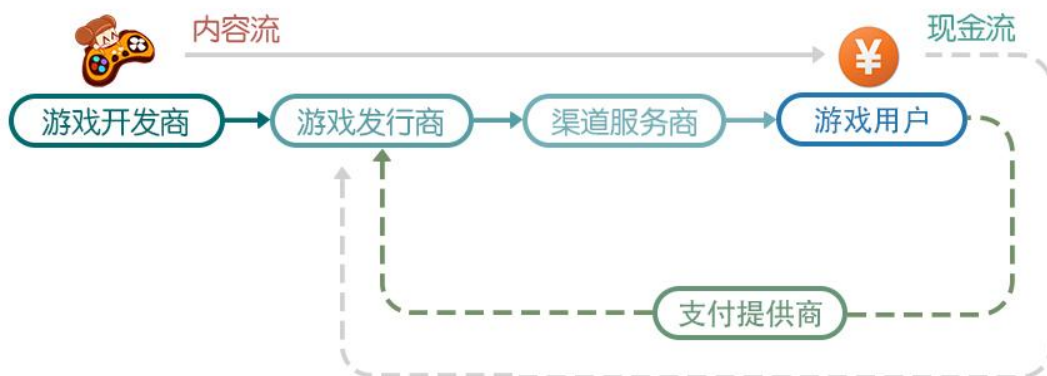 内容流
现金流
¥
游戏开发商
游戏发行商
渠道服务商
游戏用户
支付提供商